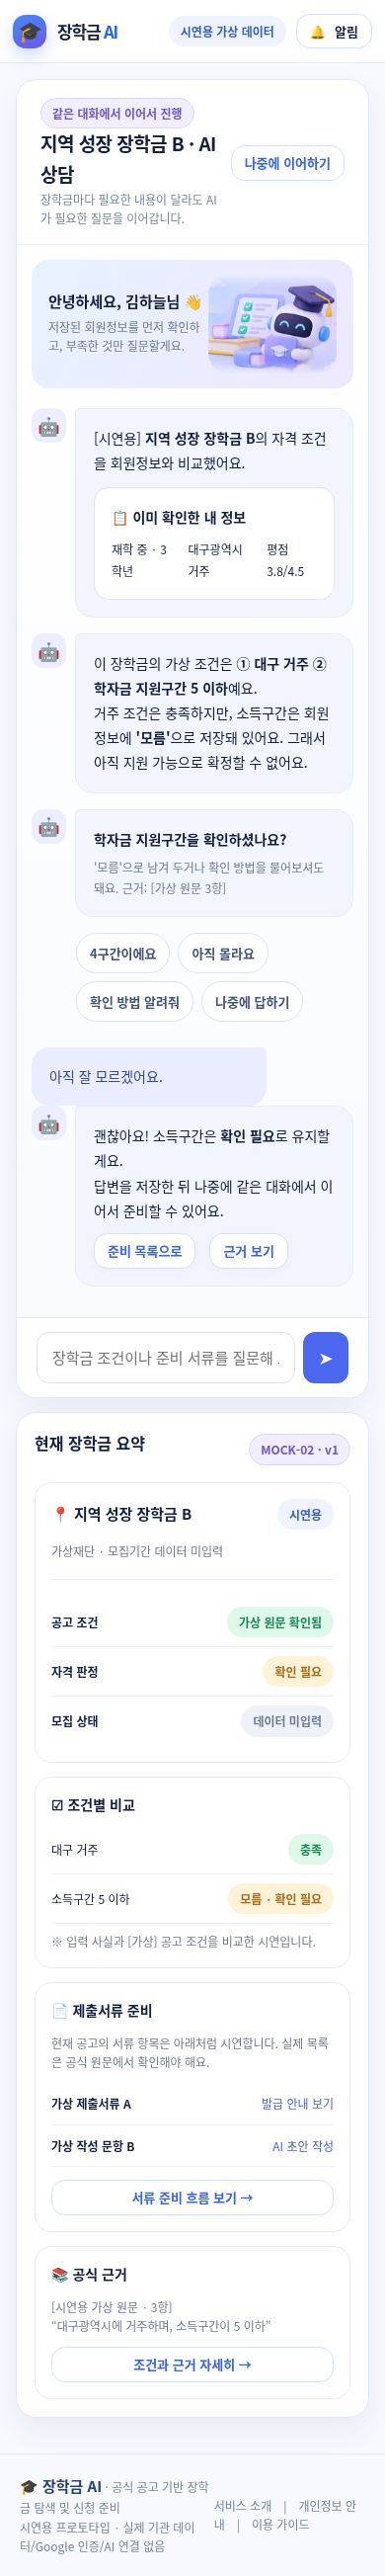 🎓 장학금 AI
시연용 가상 데이터
🔔 알림
같은 대화에서 이어서 진행
지역 성장 장학금 B · AI
상담
나중에 이어하기
장학금마다 필요한 내용이 달라도 AI
가 필요한 질문을 이어갑니다.
안녕하세요, 김하늘님 👋
저장된 회원정보를 먼저 확인하
고, 부족한 것만 질문할게요.
[시연용] 지역 성장 장학금 B의 자격 조건
을 회원정보와 비교했어요.
📋 이미 확인한 내 정보
재학 중 · 3
학년
대구광역시
거주
평점
3.8/4.5
이 장학금의 가상 조건은 ① 대구 거주 ②
학자금 지원구간 5 이하예요.
거주 조건은 충족하지만, 소득구간은 회원
정보에 '모름'으로 저장돼 있어요. 그래서
아직 지원 가능으로 확정할 수 없어요.
학자금 지원구간을 확인하셨나요?
'모름'으로 남겨 두거나 확인 방법을 물어보셔도
돼요. 근거: [가상 원문 3항]
4구간이에요
아직 몰라요
확인 방법 알려줘
나중에 답하기
아직 잘 모르겠어요.
괜찮아요! 소득구간은 확인 필요로 유지할
게요.
답변을 저장한 뒤 나중에 같은 대화에서 이
어서 준비할 수 있어요.
준비 목록으로
근거 보기
장학금 조건이나 준비 서류를 질문해
➤
현재 장학금 요약
MOCK-02 · v1
📍 지역 성장 장학금 B
시연용
가상재단 · 모집기간 데이터 미입력
공고 조건
가상 원문 확인됨
자격 판정
확인 필요
모집 상태
데이터 미입력
☑ 조건별 비교
대구 거주
충족
소득구간 5 이하
모름 · 확인 필요
※ 입력 사실과 [가상] 공고 조건을 비교한 시연입니다.
📄 제출서류 준비
현재 공고의 서류 항목은 아래처럼 시연합니다. 실제 목록
은 공식 원문에서 확인해야 해요.
가상 제출서류 A
발급 안내 보기
가상 작성 문항 B
AI 초안 작성
서류 준비 흐름 보기 →
📚 공식 근거
[시연용 가상 원문 · 3항]
“대구광역시에 거주하며, 소득구간이 5 이하”
조건과 근거 자세히 →
🎓 장학금 AI · 공식 공고 기반 장학
금 탐색 및 신청 준비
시연용 프로토타입 · 실제 기관 데이
터/Google 인증/AI 연결 없음
서비스 소개 | 개인정보 안
내 | 이용 가이드